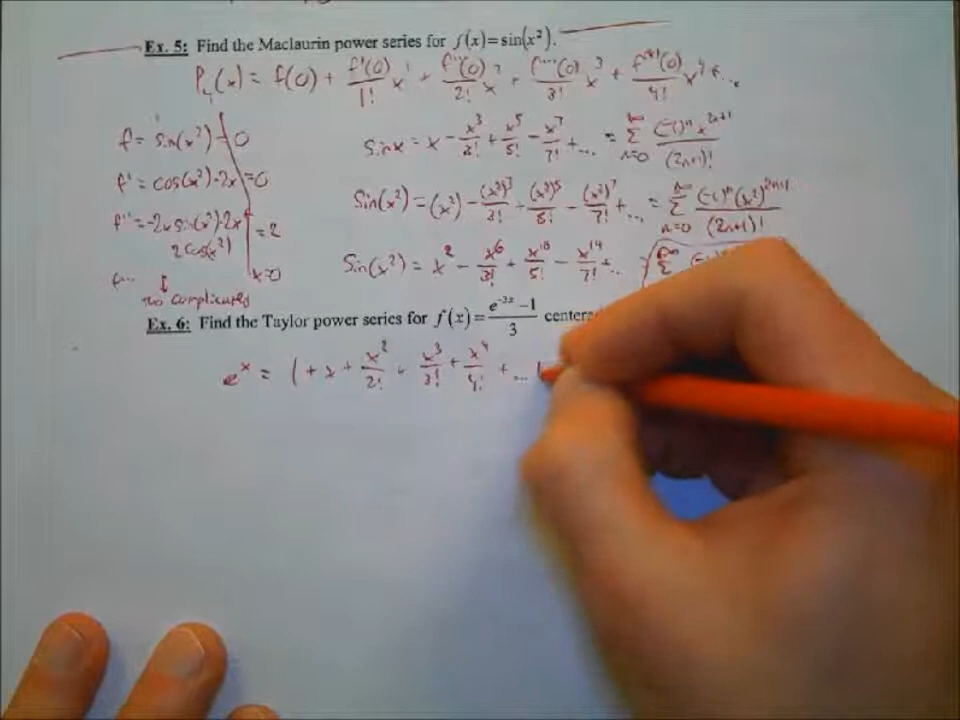 Ex. 5: Find the Maclaurin power series for f(x)=sin(x²).
P₄(x) = f(0) + f'(0)/1! x¹ + f''(0)/2! x² + f'''(0)/3! x³ + f⁽⁴⁾(0)/4! x⁴ + ...
f = sin(x²) = 0
sin x = x - x³/3! + x⁵/5! - x⁷/7! + ... = ∑ n=0 ∞ (-1)ⁿ x²ⁿ⁺¹/(2n+1)!
f' = cos(x²)·2x = 0
sin(x²) = (x²) - (x²)³/3! + (x²)⁵/5! - (x²)⁷/7! + ... = ∑ n=0 ∞ (-1)ⁿ (x²)²ⁿ⁺¹/(2n+1)!
f'' = -2x sin(x²)·2x
2cos(x²) = 2
sin(x²) = x² - x⁶/3! + x¹⁰/5! - x¹⁴/7! + ... ∑
x=0
too complicated
Ex. 6: Find the Taylor power series for f(x)= e⁻³ˣ −1 / 3
eˣ = 1 + x + x²/2! + x³/3! + x⁴/4! + ...